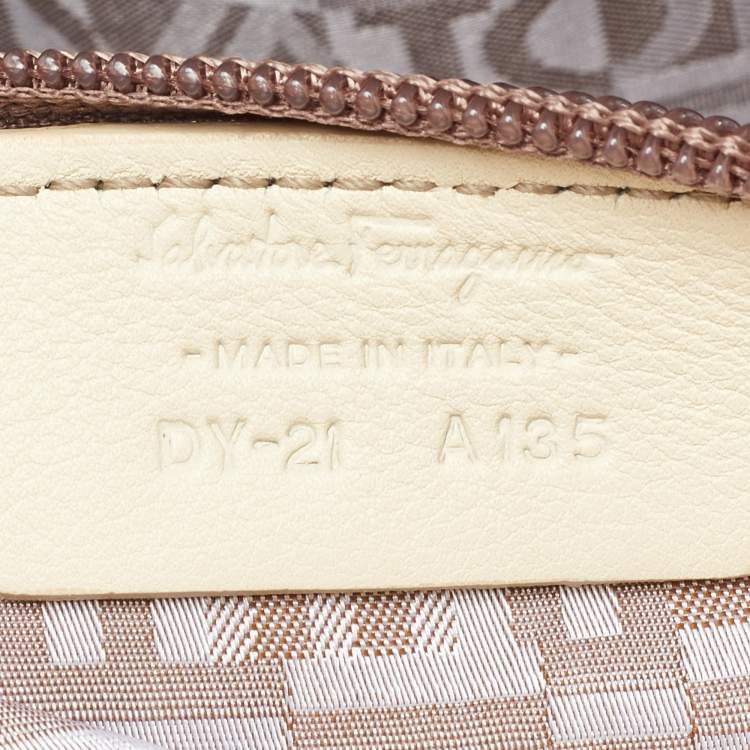 Salvatore Ferragamo
- MADE IN ITALY -
DY-21 A135